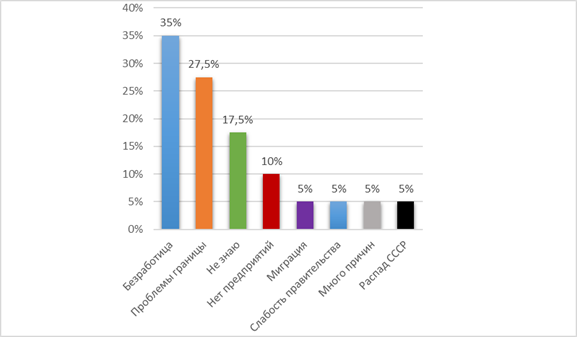 40%
35%
30%
25%
20%
15%
10%
5%
0%
35%
27,5%
17,5%
10%
5%
5%
5%
5%
Безработица
Проблемы границы
Не знаю
Нет предприятий
Миграция
Слабость правительства
Много причин
Распад СССР